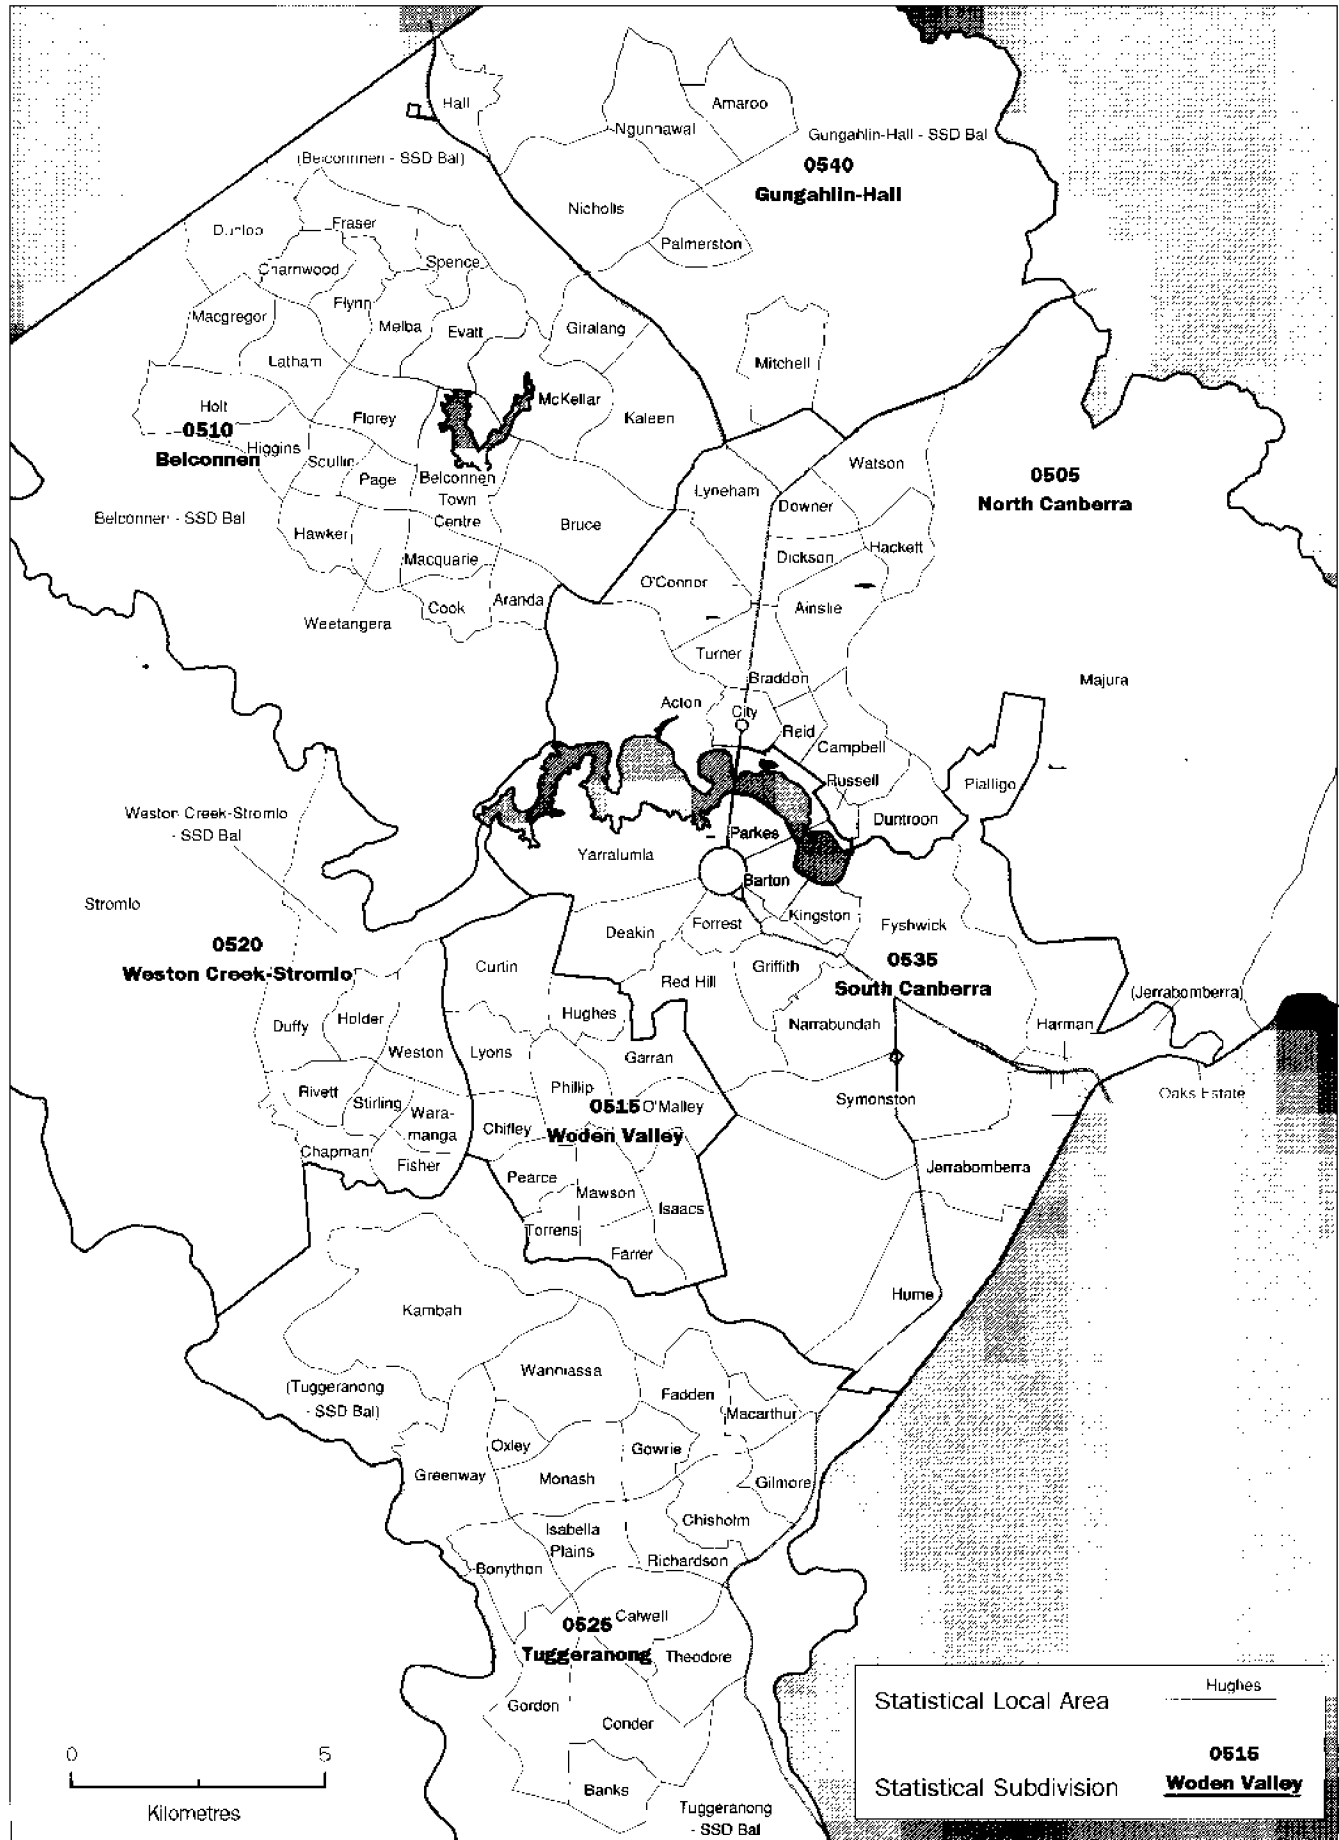 Hall
Amaroo
Ngunnawal
Gungahlin-Hall - SSD Bal
(Belconnnen - SSD Bal)
0540
Gungahlin-Hall
Nicholls
Dunlop
Fraser
Palmerston
Charnwood
Spence
Flynn
Macgregor
Melba
Evatt
Giralang
Latham
Mitchell
McKellar
Holt
Florey
Kaleen
0510
Belconnen
Higgins
Scullin
Watson
0505
North Canberra
Page
Belconnen
Town
Centre
Lyneham
Downer
Belconnen - SSD Bal
Bruce
Hawker
Hackett
Macquarie
Dickson
O'Connor
Cook
Aranda
Ainslie
Weetangera
Turner
Braddon
Majura
Acton
City
Reid
Campbell
Russell
Pialligo
Weston Creek-Stromlo
- SSD Bal
Duntroon
Parkes
Yarralumla
Barton
Stromlo
Kingston
Forrest
Fyshwick
Deakin
0520
Weston Creek-Stromlo
Curtin
Griffith
0535
South Canberra
Red Hill
(Jerrabomberra)
Hughes
Holder
Duffy
Narrabundah
Harman
Weston
Lyons
Garran
Phillip
Rivett
Stirling
0515
Woden Valley
O'Malley
Symonston
Oaks Estate
Wara-
manga
Chifley
Chapman
Fisher
Jerrabomberra
Pearce
Mawson
Isaacs
Torrens
Farrer
Hume
Kambah
Wanniassa
(Tuggeranong
- SSD Bal)
Fadden
Macarthur
Oxley
Gowrie
Greenway
Monash
Gilmore
Chisholm
Isabella
Plains
Richardson
Bonython
0525
Tuggeranong
Calwell
Theodore
Gordon
Conder
Banks
Tuggeranong
- SSD Bal
0 5
Kilometres
Statistical Local Area
Hughes
Statistical Subdivision
0515
Woden Valley